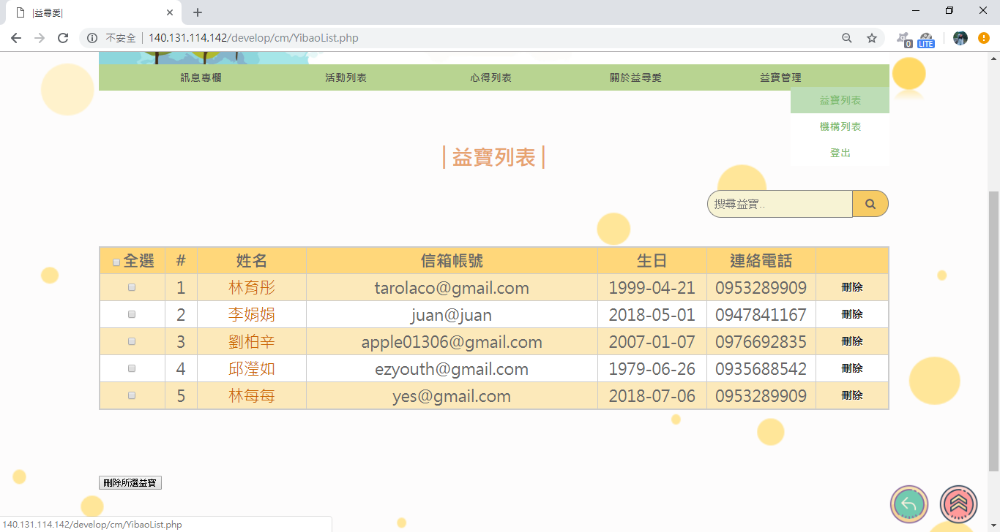 |益尋愛|
不安全 140.131.114.142/develop/cm/YibaoList.php
0 LITE
訊息專欄 活動列表 心得列表 關於益尋愛 益寶管理
益寶列表
機構列表
登出
|益寶列表|
搜尋益寶..
全選 # 姓名 信箱帳號 生日 連絡電話
1 林育彤 tarolaco@gmail.com 1999-04-21 0953289909 刪除
2 李娟娟 juan@juan 2018-05-01 0947841167 刪除
3 劉柏辛 apple01306@gmail.com 2007-01-07 0976692835 刪除
4 邱瀅如 ezyouth@gmail.com 1979-06-26 0935688542 刪除
5 林每每 yes@gmail.com 2018-07-06 0953289909 刪除
刪除所選益寶
140.131.114.142/develop/cm/YibaoList.php